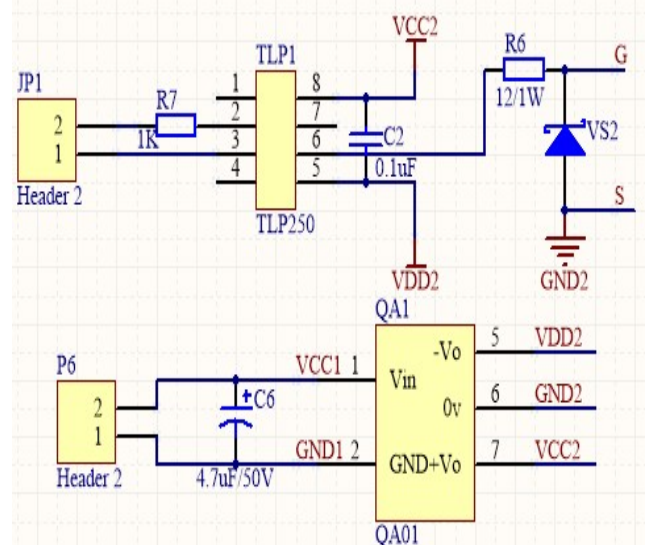 VCC2
TLP1
R6
G
JP1
1
8
R7
2
7
12/1W
2
C2
VS2
1K
3
6
1
4
5
0.1uF
Header 2
S
TLP250
VDD2
GND2
QA1
P6
VCC1 1
-Vo
5
VDD2
Vin
+
C6
2
0v
6
GND2
1
GND1 2
GND+Vo
7
VCC2
Header 2
4.7uF/50V
QA01